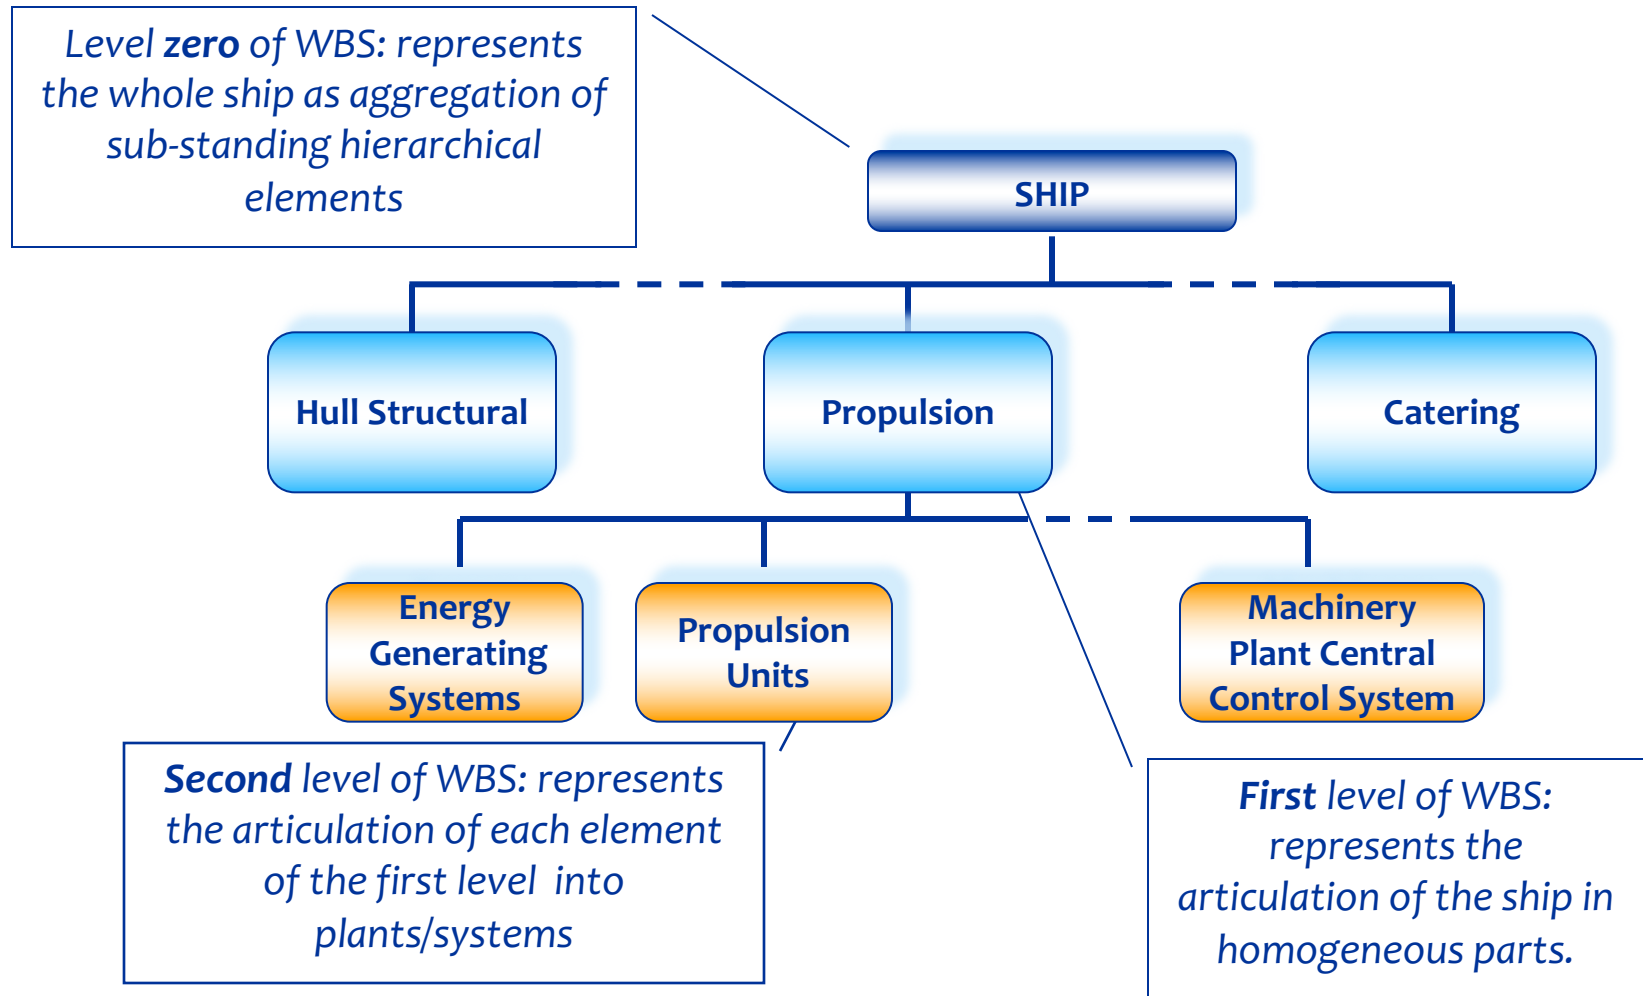 Level zero of WBS: represents
the whole ship as aggregation of
sub-standing hierarchical
elements
SHIP
Hull Structural
Propulsion
Catering
Energy
Generating
Systems
Propulsion
Units
Machinery
Plant Central
Control System
Second level of WBS: represents
the articulation of each element
of the first level into
plants/systems
First level of WBS:
represents the
articulation of the ship in
homogeneous parts.